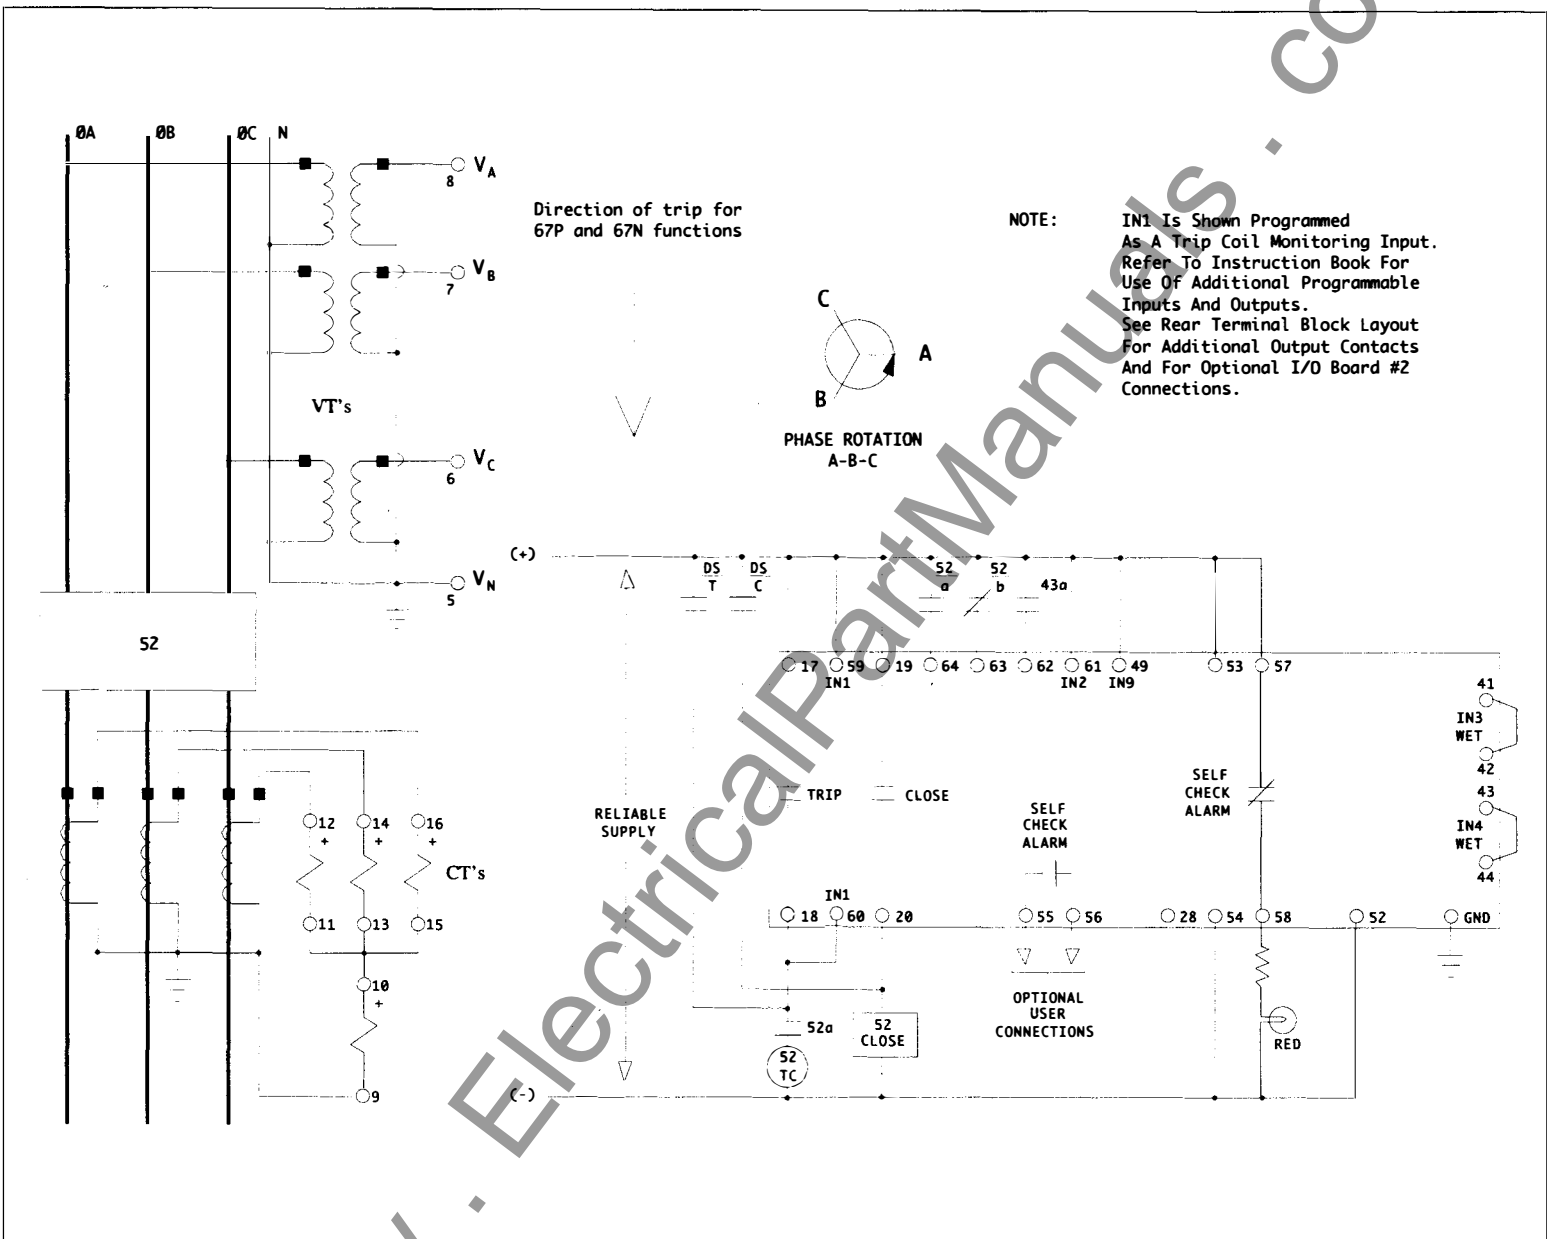 ØA ØB ØC N
VA
8
VB
7
VC
6
VN
5
VT's
Direction of trip for
67P and 67N functions
C
A
B
PHASE ROTATION
A-B-C
NOTE: IN1 Is Shown Programmed
As A Trip Coil Monitoring Input.
Refer To Instruction Book For
Use Of Additional Programmable
Inputs And Outputs.
See Rear Terminal Block Layout
For Additional Output Contacts
And For Optional I/O Board #2
Connections.
52
(+)
DS
T
DS
C
52
a
52
b
43a
17 59 19 64 63 62 61 49 53 57
IN1 IN2 IN9
41
IN3
WET
42
43
IN4
WET
44
RELIABLE
SUPPLY
TRIP
CLOSE
SELF
CHECK
ALARM
SELF
CHECK
ALARM
12 14 16
+ + +
CT's
11 13 15
10
+
9
IN1
18 60 20 55 56 28 54 58 52 GND
52a
52
TC
52
CLOSE
OPTIONAL
USER
CONNECTIONS
RED
(-)
. ElectricalPartManuals . co